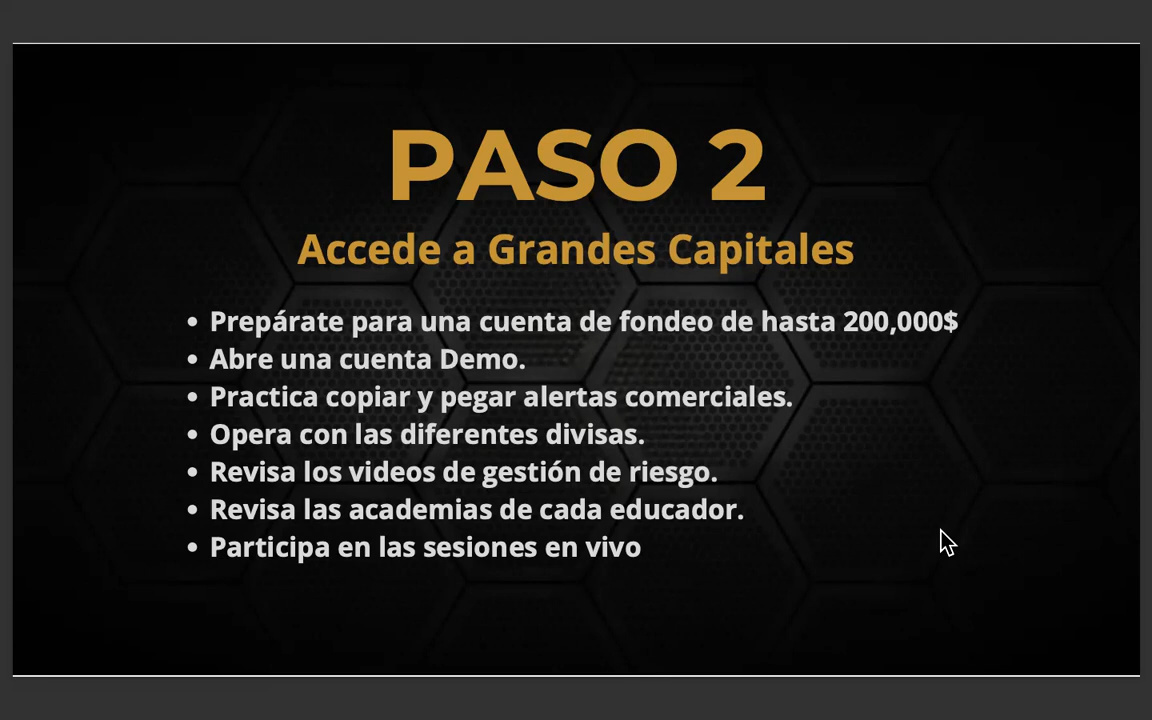 PASO 2
Accede a Grandes Capitales
• Prepárate para una cuenta de fondeo de hasta 200,000$
• Abre una cuenta Demo.
• Practica copiar y pegar alertas comerciales.
• Opera con las diferentes divisas.
• Revisa los videos de gestión de riesgo.
• Revisa las academias de cada educador.
• Participa en las sesiones en vivo